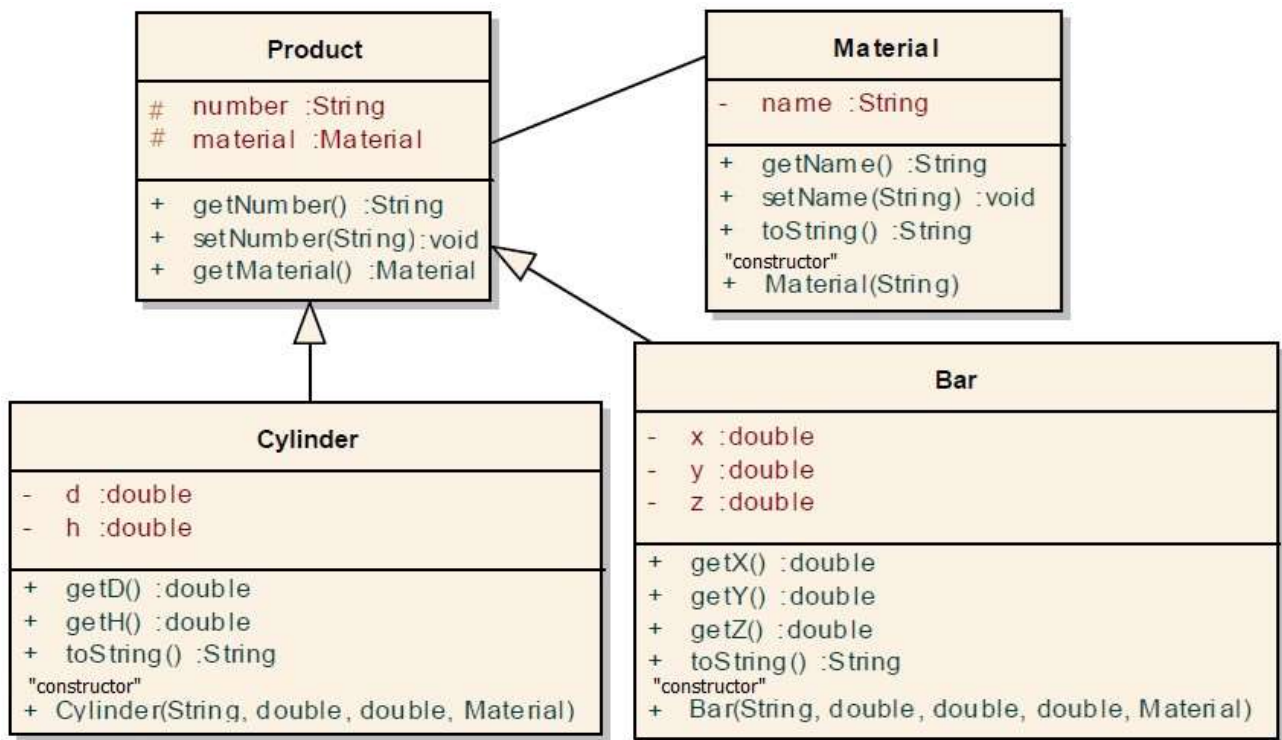 Product
# number :String
# material :Material
+ getNumber() :String
+ setNumber(String):void
+ getMaterial() :Material
Material
- name :String
+ getName() :String
+ setName(String) :void
+ toString() :String
"constructor"
+ Material(String)
Cylinder
- d :double
- h :double
+ getD() :double
+ getH() :double
+ toString() :String
"constructor"
+ Cylinder(String, double, double, Material)
Bar
- x :double
- y :double
- z :double
+ getX() :double
+ getY() :double
+ getZ() :double
+ toString() :String
"constructor"
+ Bar(String, double, double, double, Material)